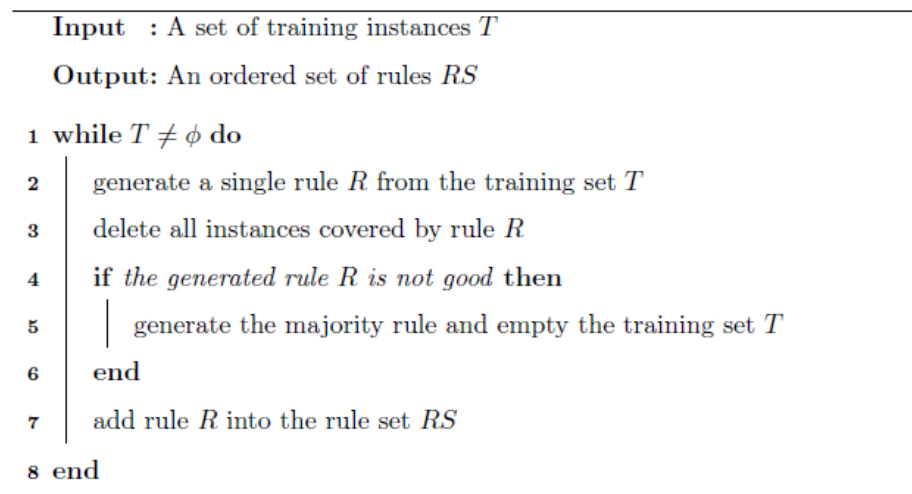 Input : A set of training instances T
Output: An ordered set of rules RS
1 while T ≠ ϕ do
2 generate a single rule R from the training set T
3 delete all instances covered by rule R
4 if the generated rule R is not good then
5 generate the majority rule and empty the training set T
6 end
7 add rule R into the rule set RS
8 end